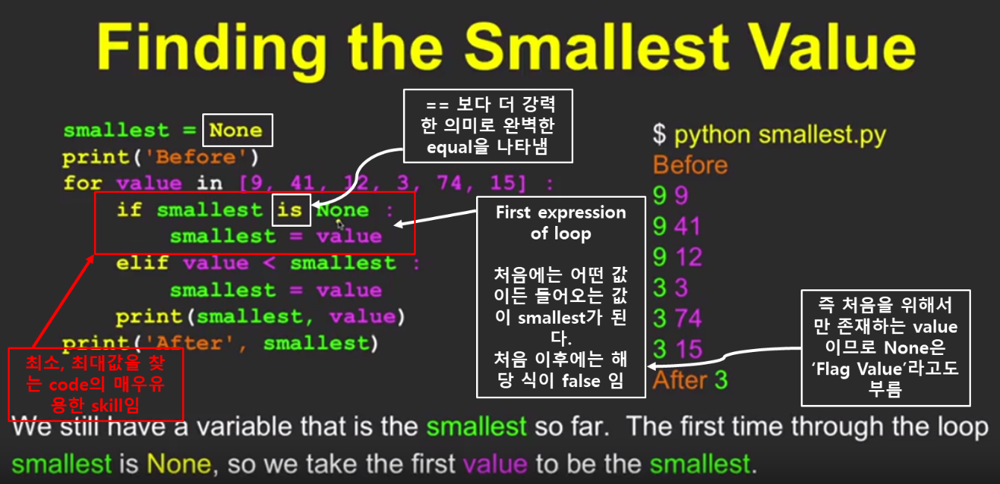 Finding the Smallest Value
smallest = None
print('Before')
for value in [9, 41, 12, 3, 74, 15] :
if smallest is None :
smallest = value
elif value < smallest :
smallest = value
print(smallest, value)
print('After', smallest)
== 보다 더 강력
한 의미로 완벽한
equal을 나타냄
First expression
of loop
처음에는 어떤 값
이든 들어오는 값
이 smallest가 된
다.
처음 이후에는 해
당 식이 false 임
$ python smallest.py
Before
9 9
9 41
9 12
3 3
3 74
3 15
After 3
즉 처음을 위해서
만 존재하는 value
이므로 None은
‘Flag Value’라고도
부름
최소, 최대값을 찾
는 code의 매우유
용한 skill임
We still have a variable that is the smallest so far. The first time through the loop
smallest is None, so we take the first value to be the smallest.